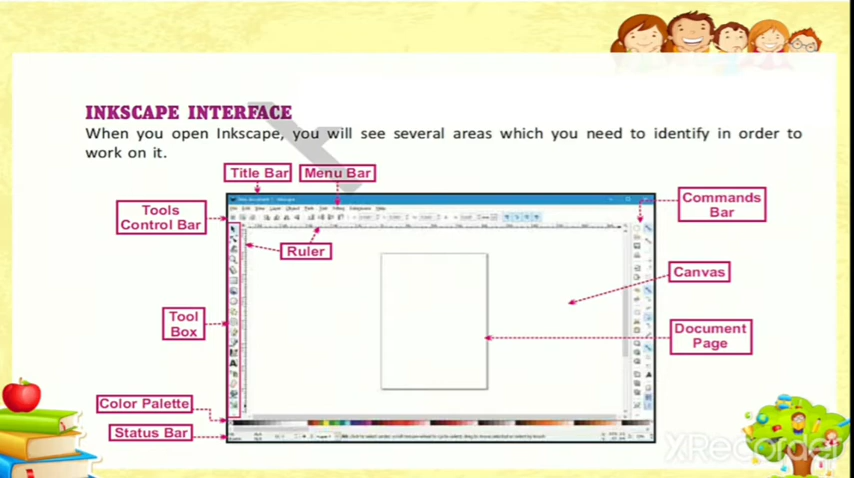 INKSCAPE INTERFACE
When you open Inkscape, you will see several areas which you need to identify in order to
work on it.
Title Bar
Menu Bar
Tools
Control Bar
Commands
Bar
Ruler
Canvas
Tool
Box
Document
Page
Color Palette
Status Bar
XRecorder